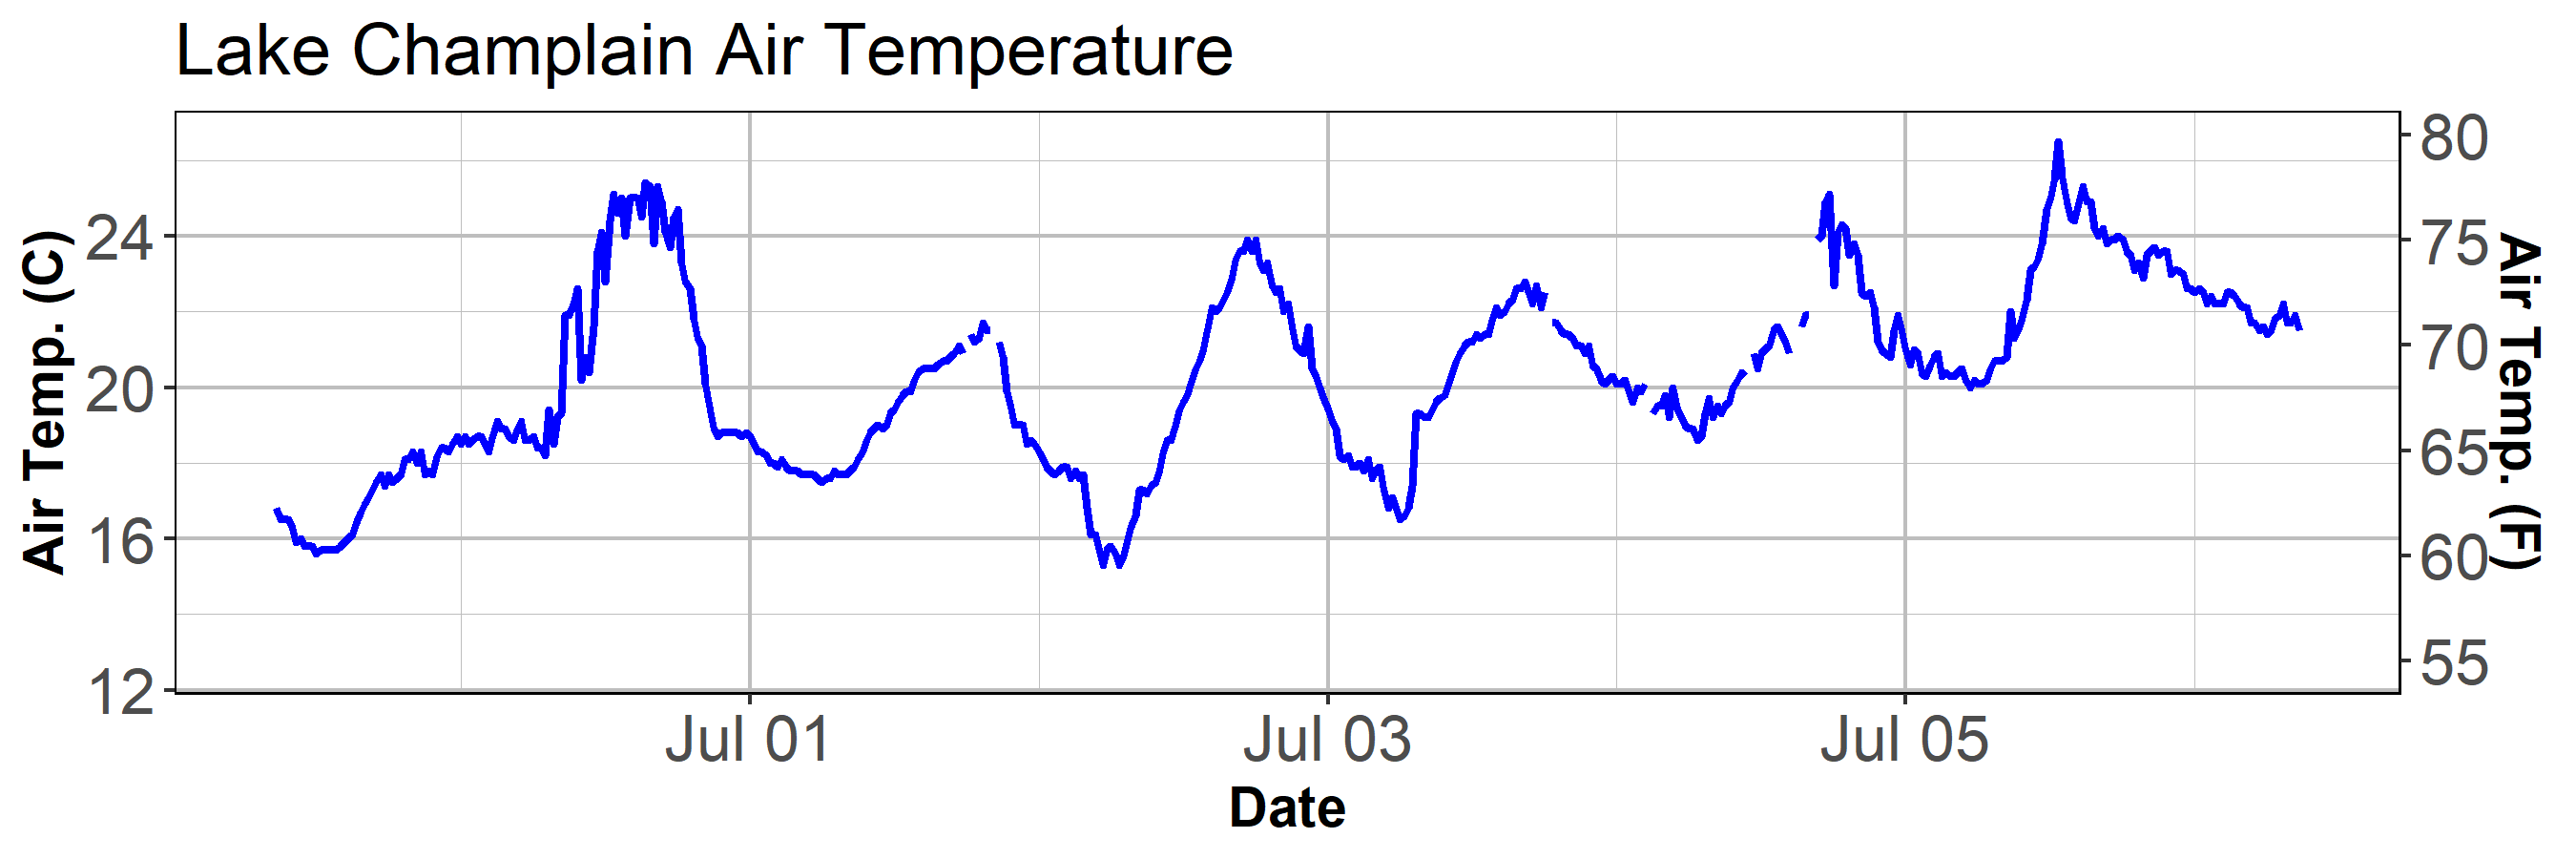 Lake Champlain Air Temperature
Air Temp. (C)
24
20
16
12
80
75
70
65
60
55
Air Temp. (F)
Jul 01
Jul 03
Jul 05
Date